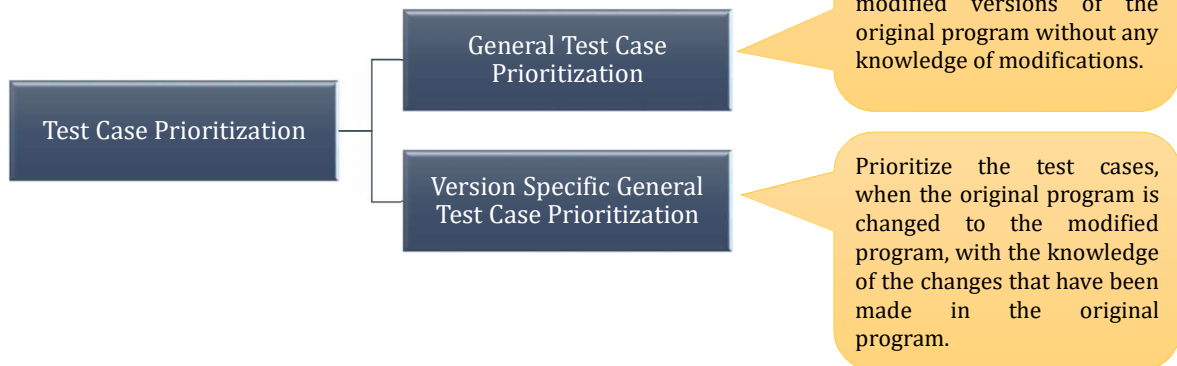 modified versions of the
original program without any
knowledge of modifications.
General Test Case
Prioritization
Test Case Prioritization
Version Specific General
Test Case Prioritization
Prioritize the test cases,
when the original program is
changed to the modified
program, with the knowledge
of the changes that have been
made in the original
program.